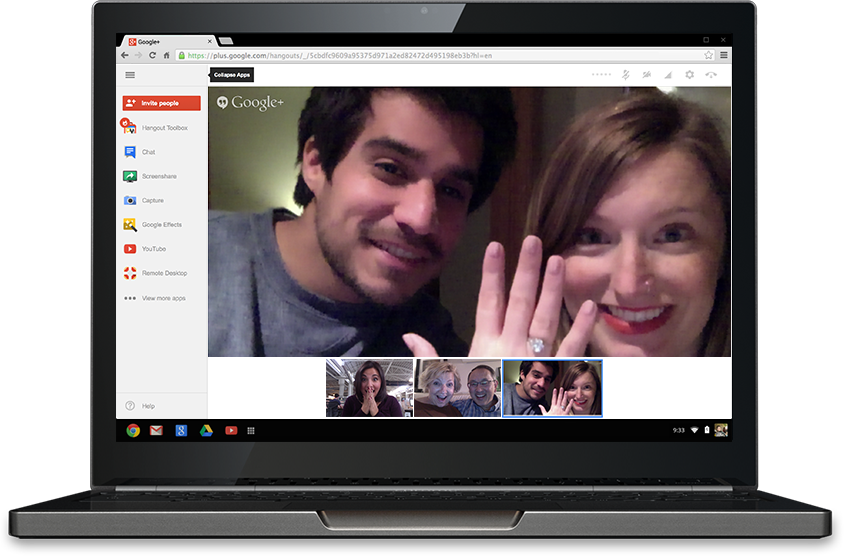 Google+
https://plus.google.com/hangouts/_/5cbdfc9609a95375d971a2ed82472d495198eb3b?hl=en
Collapse Apps
Invite people
Google+
Hangout Toolbox
Chat
Screenshare
Capture
Google Effects
YouTube
Remote Desktop
View more apps
Help
9:33